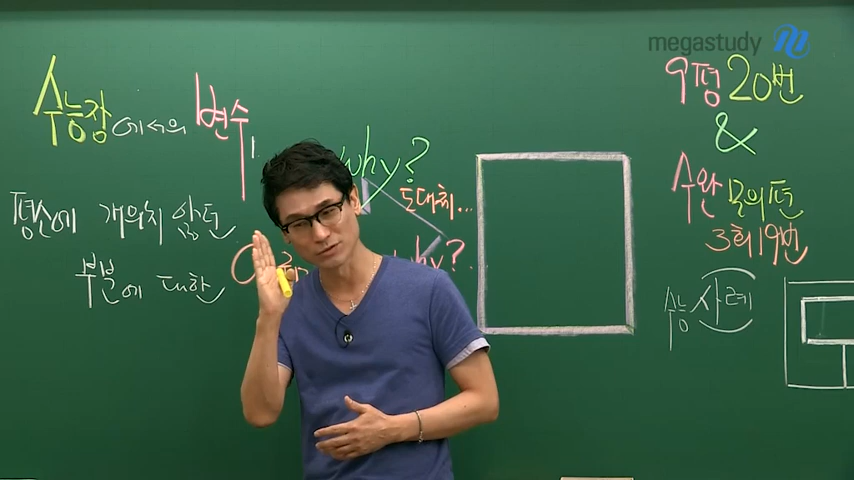 megastudy
수능장에서의 변수
9평 20번
&
수완 모의평
3회 19번
수능 사례
평소에 개의치 않던
부분에 대한
why?
도대체...
why?